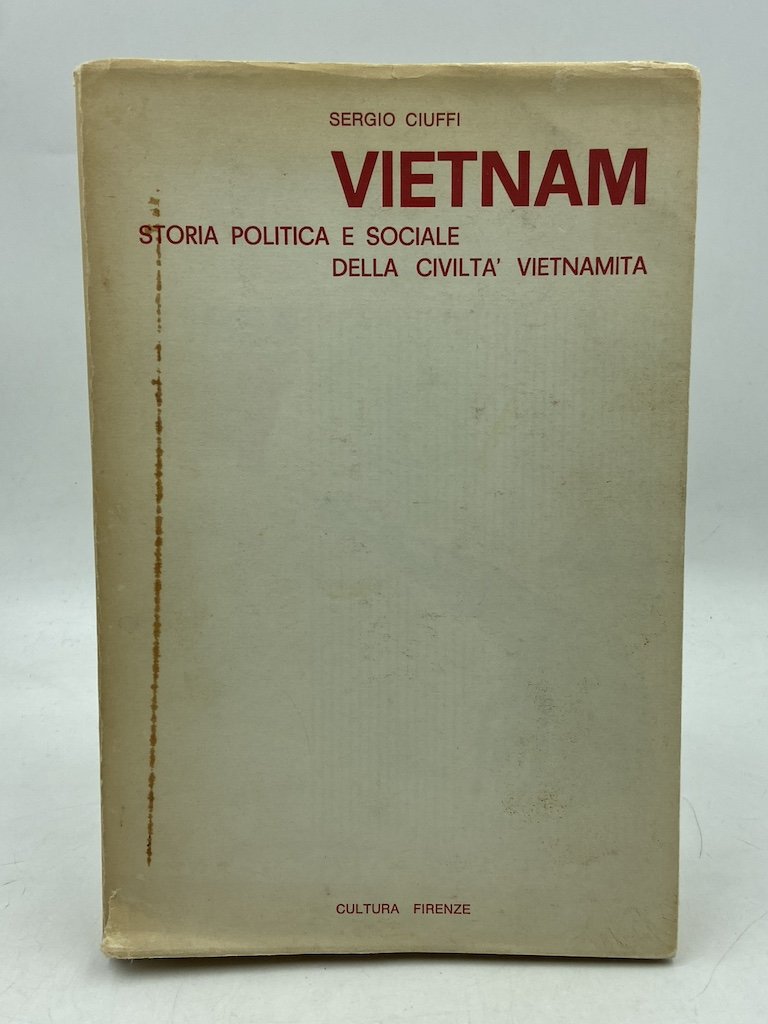 SERGIO CIUFFI
VIETNAM
STORIA POLITICA E SOCIALE
DELLA CIVILTA' VIETNAMITA
CULTURA FIRENZE